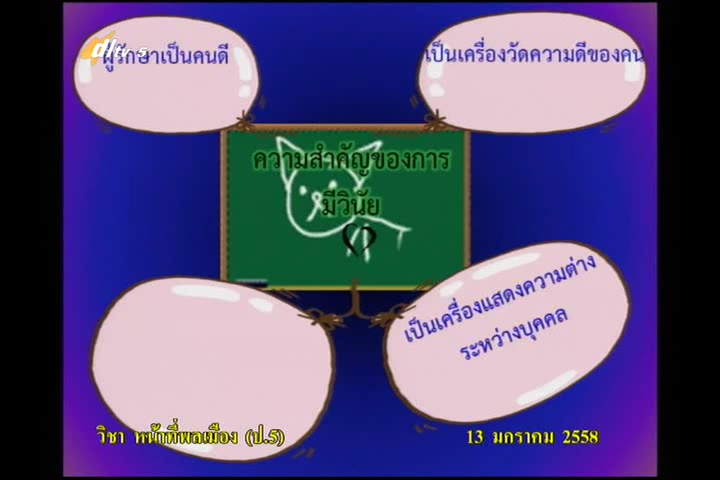 ผู้รักษาเป็นคนดี
เป็นเครื่องวัดความดีของคน
ความสำคัญของการ
มีวินัย
เป็นเครื่องแสดงความต่าง
ระหว่างบุคคล
วิชา หน้าที่พลเมือง (ป.5)
13 มกราคม 2558